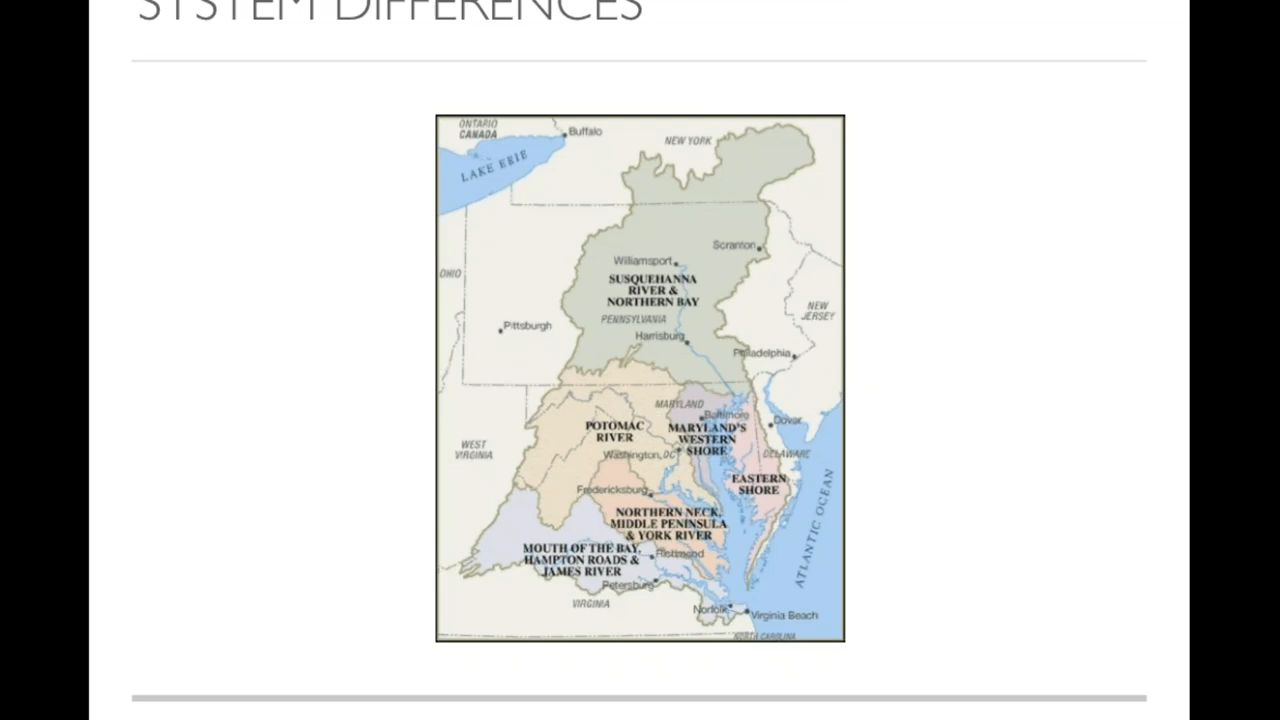 SYSTEM DIFFERENCES
ONTARIO
CANADA
Buffalo
NEW YORK
LAKE ERIE
Scranton
Williamsport
OHIO
SUSQUEHANNA
RIVER &
NORTHERN BAY
PENNSYLVANIA
NEW
JERSEY
Pittsburgh
Harrisburg
Philadelphia
MARYLAND
Baltimore
Dover
POTOMAC
RIVER
MARYLAND'S
WESTERN
SHORE
WEST
VIRGINIA
Washington, DC
DELAWARE
EASTERN
SHORE
Fredericksburg
ATLANTIC OCEAN
NORTHERN NECK,
MIDDLE PENINSULA
& YORK RIVER
MOUTH OF THE BAY,
HAMPTON ROADS &
JAMES RIVER
Richmond
Petersburg
VIRGINIA
Norfolk
Virginia Beach
NORTH CAROLINA